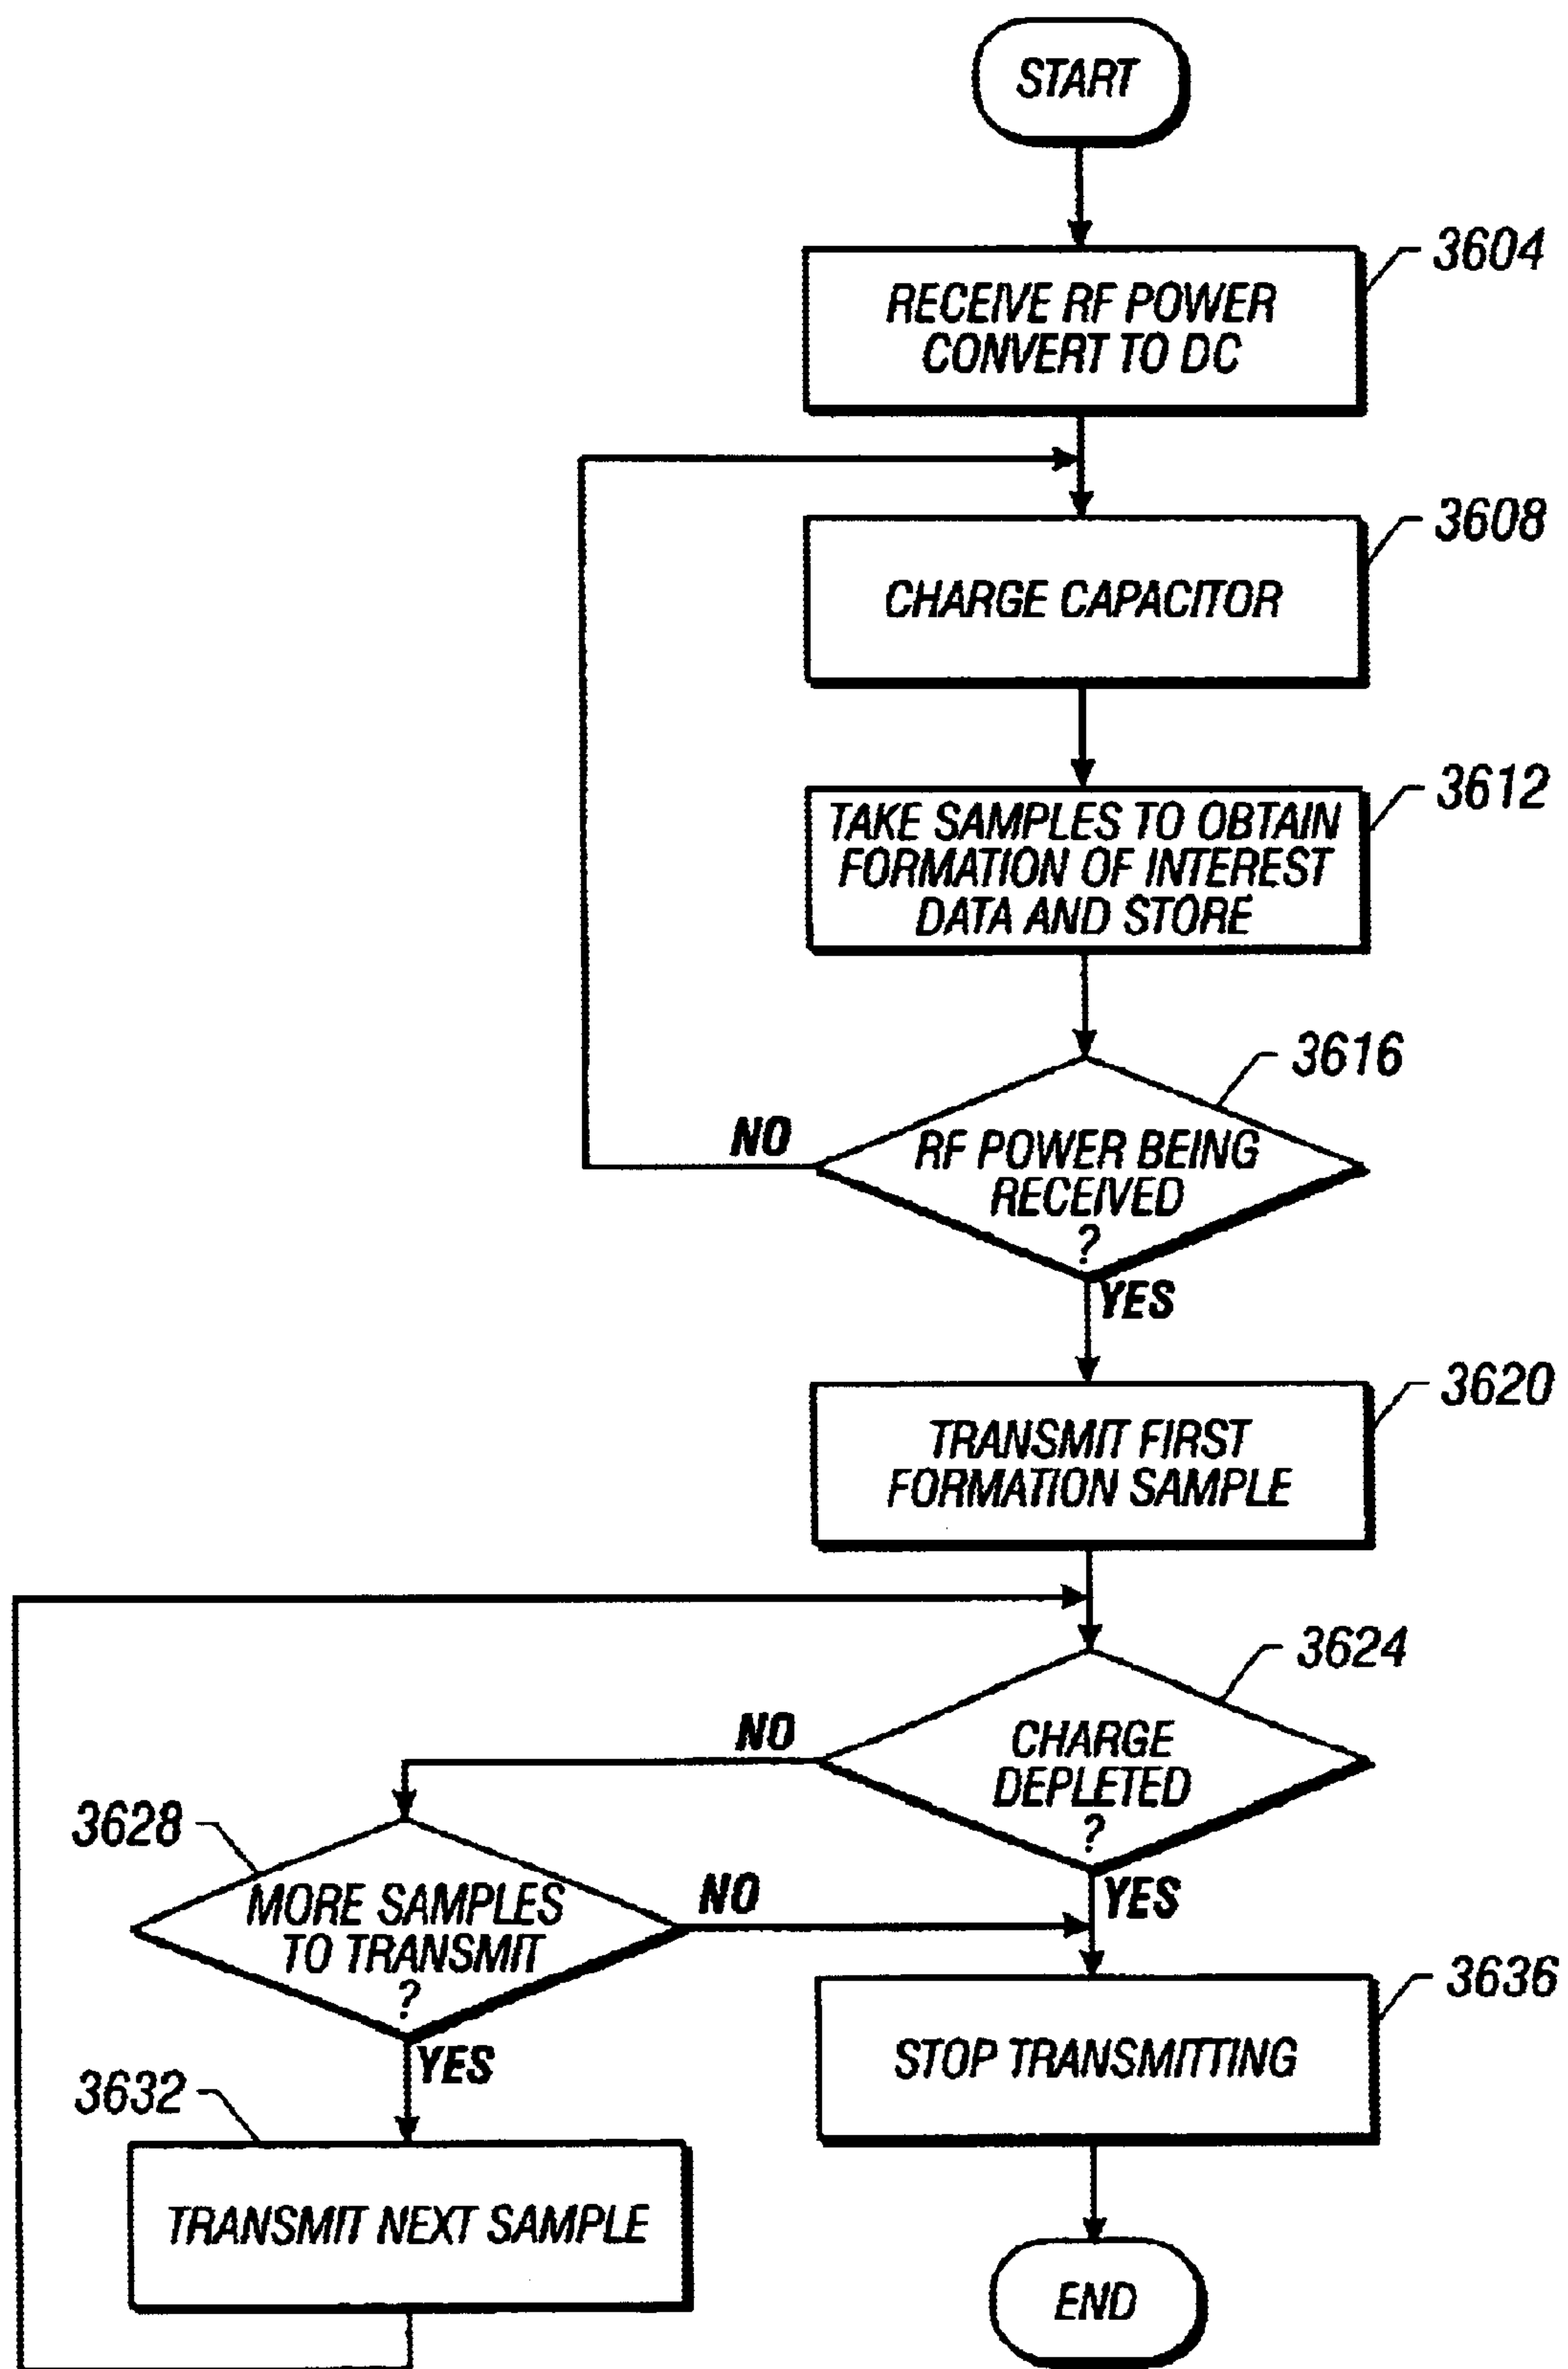 START
3604
RECEIVE RF POWER
CONVERT TO DC
3608
CHARGE CAPACITOR
3612
TAKE SAMPLES TO OBTAIN
FORMATION OF INTEREST
DATA AND STORE
3616
NO
RF POWER BEING
RECEIVED
?
YES
3620
TRANSMIT FIRST
FORMATION SAMPLE
3624
NO
CHARGE
DEPLETED
?
YES
3628
MORE SAMPLES
TO TRANSMIT
?
NO
YES
3636
STOP TRANSMITTING
3632
TRANSMIT NEXT SAMPLE
END